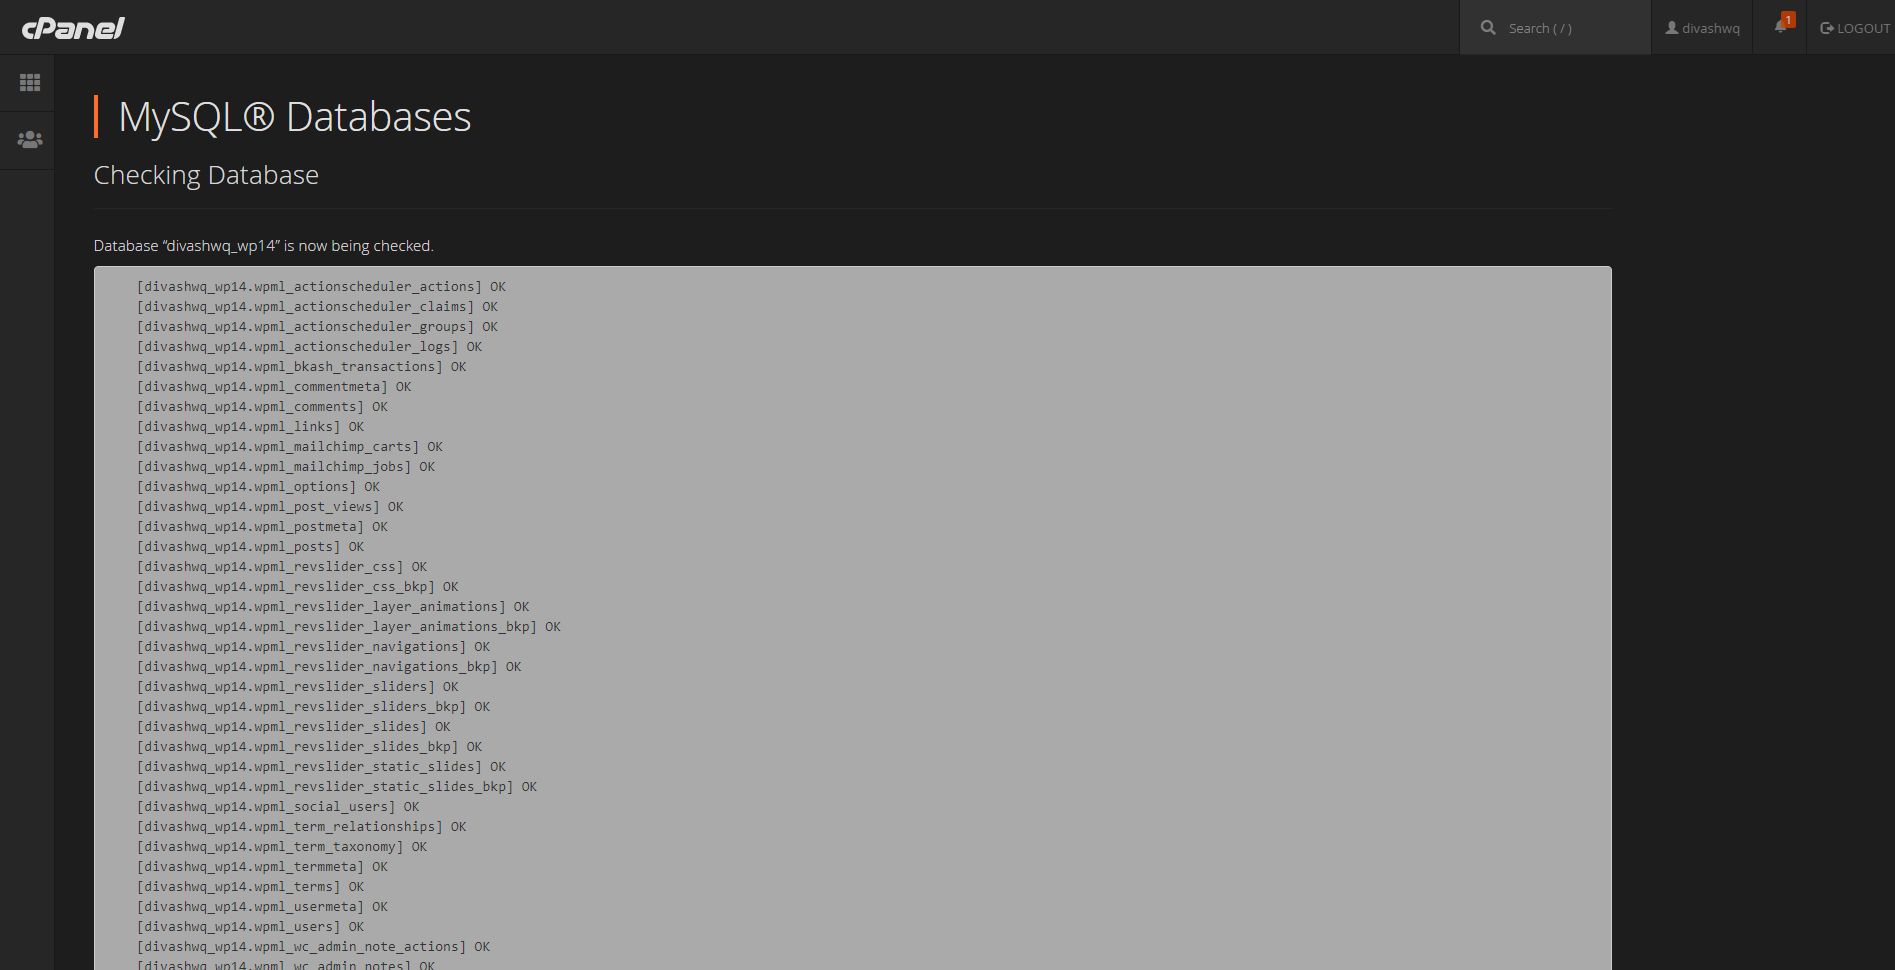 cPanel
Search ( / )
divashwq
1
LOGOUT
MySQL® Databases
Checking Database
Database “divashwq_wp14” is now being checked.
[divashwq_wp14.wpml_actionscheduler_actions] OK
[divashwq_wp14.wpml_actionscheduler_claims] OK
[divashwq_wp14.wpml_actionscheduler_groups] OK
[divashwq_wp14.wpml_actionscheduler_logs] OK
[divashwq_wp14.wpml_bkash_transactions] OK
[divashwq_wp14.wpml_commentmeta] OK
[divashwq_wp14.wpml_comments] OK
[divashwq_wp14.wpml_links] OK
[divashwq_wp14.wpml_mailchimp_carts] OK
[divashwq_wp14.wpml_mailchimp_jobs] OK
[divashwq_wp14.wpml_options] OK
[divashwq_wp14.wpml_post_views] OK
[divashwq_wp14.wpml_postmeta] OK
[divashwq_wp14.wpml_posts] OK
[divashwq_wp14.wpml_revslider_css] OK
[divashwq_wp14.wpml_revslider_css_bkp] OK
[divashwq_wp14.wpml_revslider_layer_animations] OK
[divashwq_wp14.wpml_revslider_layer_animations_bkp] OK
[divashwq_wp14.wpml_revslider_navigations] OK
[divashwq_wp14.wpml_revslider_navigations_bkp] OK
[divashwq_wp14.wpml_revslider_sliders] OK
[divashwq_wp14.wpml_revslider_sliders_bkp] OK
[divashwq_wp14.wpml_revslider_slides] OK
[divashwq_wp14.wpml_revslider_slides_bkp] OK
[divashwq_wp14.wpml_revslider_static_slides] OK
[divashwq_wp14.wpml_revslider_static_slides_bkp] OK
[divashwq_wp14.wpml_social_users] OK
[divashwq_wp14.wpml_term_relationships] OK
[divashwq_wp14.wpml_term_taxonomy] OK
[divashwq_wp14.wpml_termmeta] OK
[divashwq_wp14.wpml_terms] OK
[divashwq_wp14.wpml_usermeta] OK
[divashwq_wp14.wpml_users] OK
[divashwq_wp14.wpml_wc_admin_note_actions] OK
[divashwq_wp14.wpml_wc_admin_notes] OK